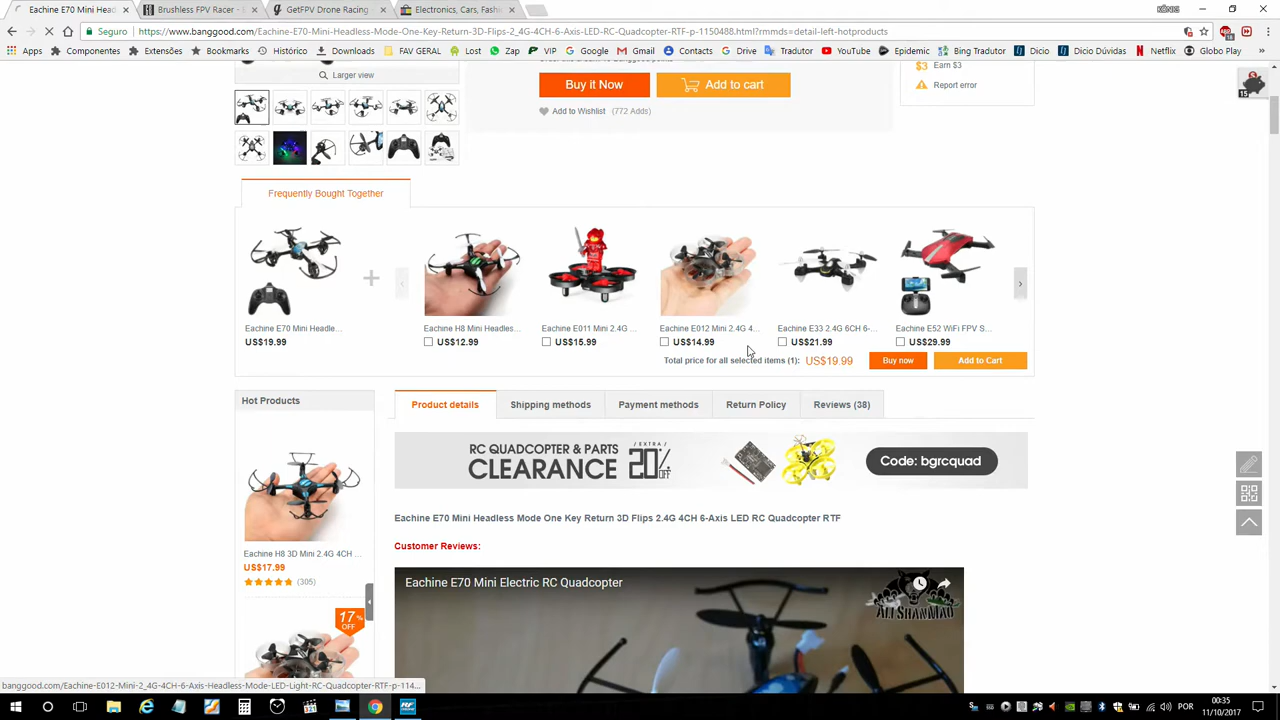 Eachine E70 Mini Head
Brushless FPV Racer -
GetFPV Drone Racing
Electronics, Cars, Fashi
KÖNIG
Seguro
https://www.banggood.com/Eachine-E70-Mini-Headless-Mode-One-Key-Return-3D-Flips-2_4G-4CH-6-Axis-LED-RC-Quadcopter-RTF-p-1150488.html?rmmds=detail-left-hotproducts
Apps
Componentes
Extensões
Bookmarks
Histórico
Downloads
FAV GERAL
Lost
Zap
VIP
Google
Gmail
Facebook
Tradutor
YouTube
Epidemic
Bing Tradutor
Dicio
Dicio Dúvidas
Netflix
Globo Play
$3 Earn $3
Report error
Larger view
Buy it Now
Add to cart
Add to Wishlist (772 Adds)
15
Frequently Bought Together
Eachine E70 Mini Headle...
US$19.99
Eachine H8 Mini Headles...
US$12.99
Eachine E011 Mini 2.4G ...
US$15.99
Eachine E012 Mini 2.4G 4...
US$14.99
Eachine E33 2.4G 6CH 6-...
US$21.99
Eachine E52 WiFi FPV S...
US$29.99
Total price for all selected items (1): US$19.99
Buy now
Add to Cart
Hot Products
Product details
Shipping methods
Payment methods
Return Policy
Reviews (38)
RC QUADCOPTER & PARTS
CLEARANCE
EXTRA
20% OFF
Code: bgrcquad
Eachine E70 Mini Headless Mode One Key Return 3D Flips 2.4G 4CH 6-Axis LED RC Quadcopter RTF
Customer Reviews:
Eachine H8 3D Mini 2.4G 4CH ...
US$17.99
(305)
17% OFF
Eachine E70 Mini Electric RC Quadcopter
ALI SHANMAO
banggood.com/Eachine-E012-Mini-2_4G-4CH-6-Axis-Headless-Mode-LED-Light-RC-Quadcopter-RTF-p-114...
POR
00:35
11/10/2017